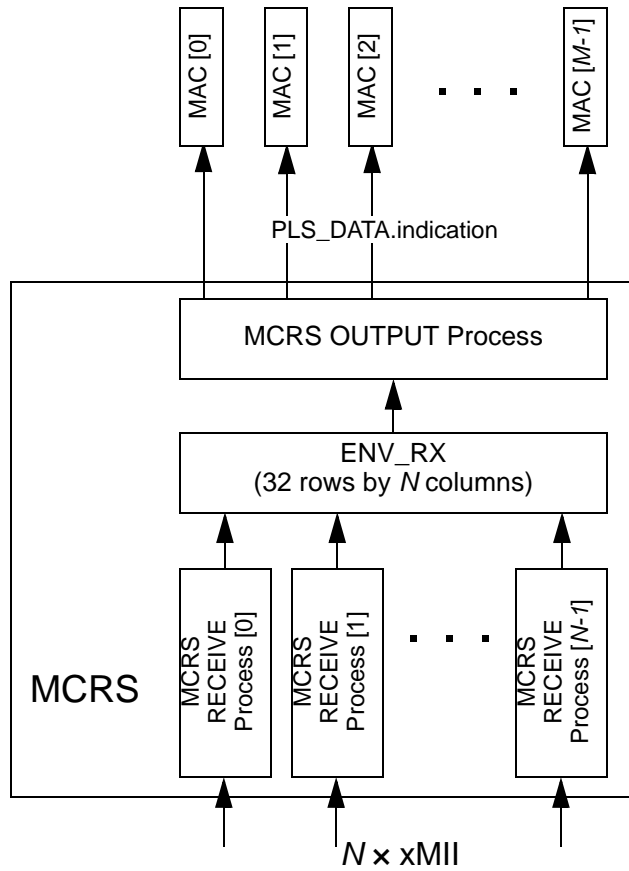 MAC [0]
MAC [1]
MAC [2]
MAC [M-1]
PLS_DATA.indication
MCRS OUTPUT Process
ENV_RX
(32 rows by N columns)
MCRS
RECEIVE
Process [0]
MCRS
RECEIVE
Process [1]
MCRS
RECEIVE
Process [N-1]
MCRS
N × xMII